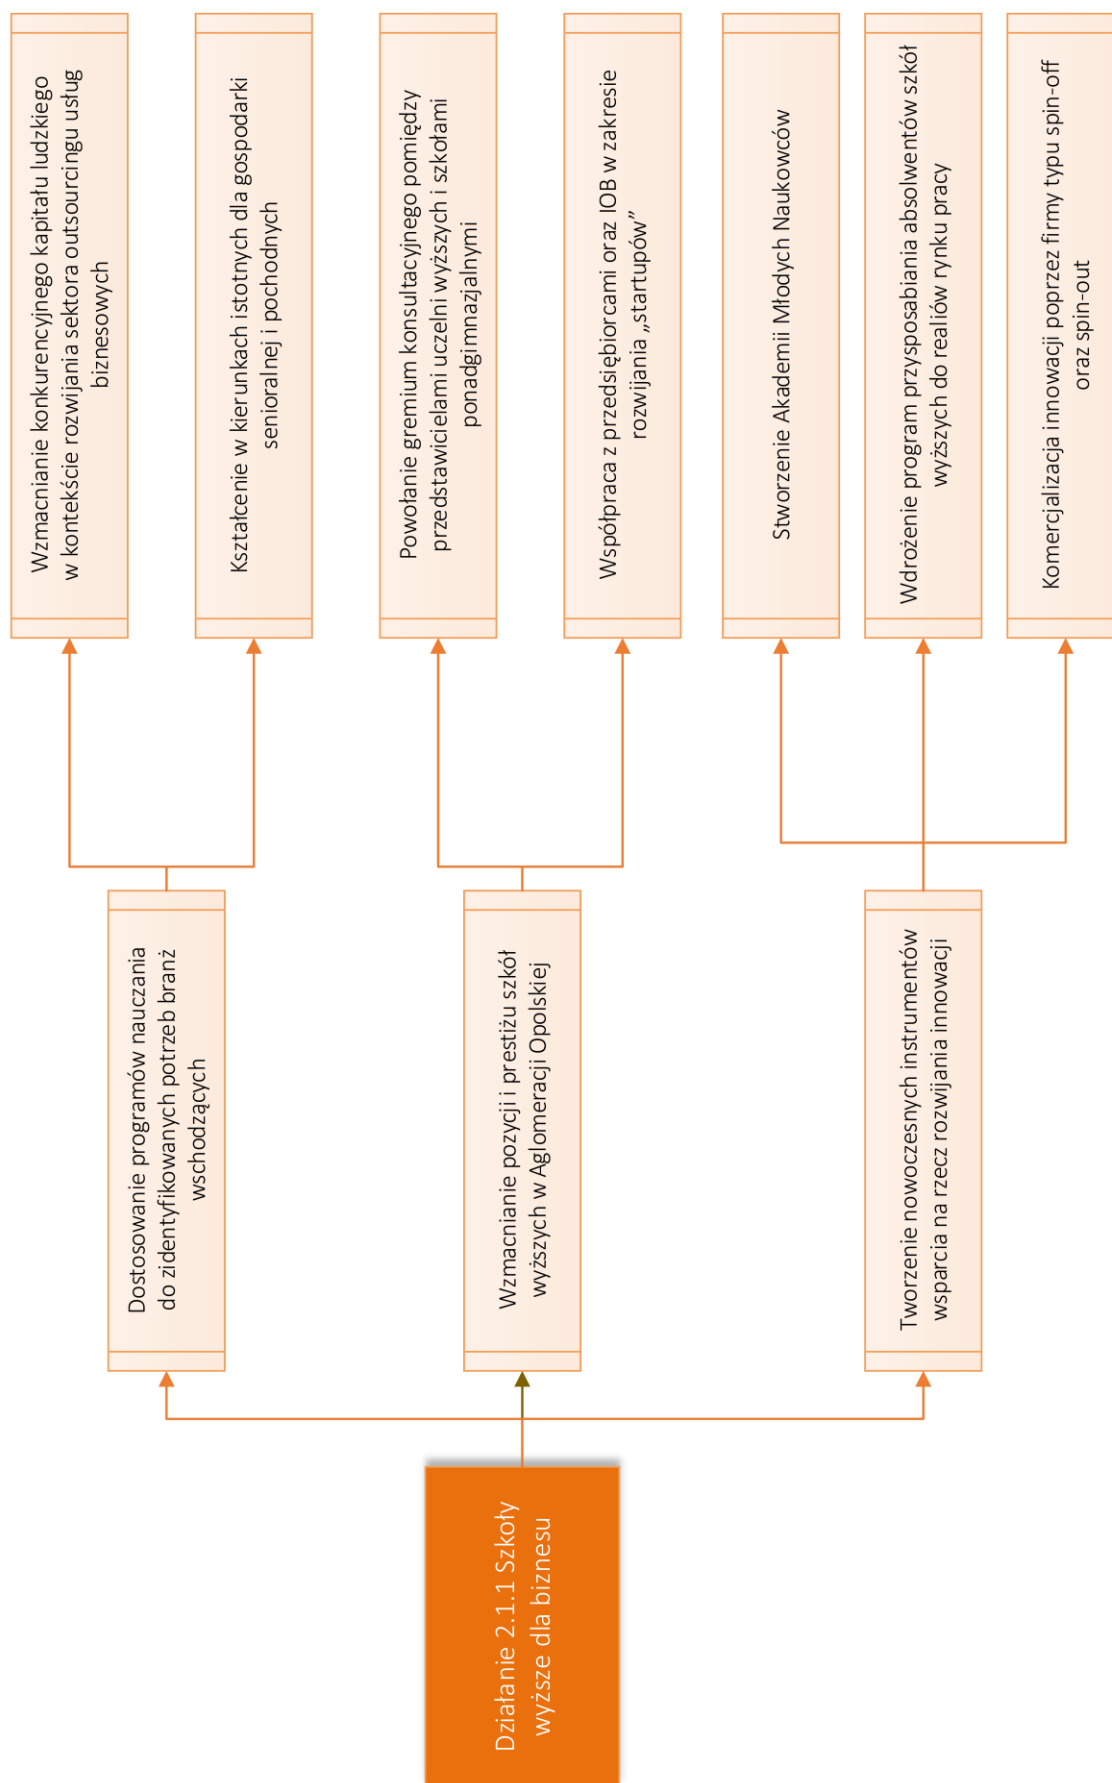 Działanie 2.1.1 Szkoły
wyższe dla biznesu
Dostosowanie programów nauczania
do zidentyfikowanych potrzeb branż
wschodzących
Wzmacnianie pozycji i prestiżu szkół
wyższych w Aglomeracji Opolskiej
Tworzenie nowoczesnych instrumentów
wsparcia na rzecz rozwijania innowacji
Wzmacnianie konkurencyjnego kapitału ludzkiego
w kontekście rozwijania sektora outsourcingu usług
biznesowych
Kształcenie w kierunkach istotnych dla gospodarki
senioralnej i pochodnych
Powołanie gremium konsultacyjnego pomiędzy
przedstawicielami uczelni wyższych i szkołami
ponadgimnazjalnymi
Współpraca z przedsiębiorcami oraz IOB w zakresie
rozwijania „startupów”
Stworzenie Akademii Młodych Naukowców
Wdrożenie program przysposabiania absolwentów szkół
wyższych do realiów rynku pracy
Komercjalizacja innowacji poprzez firmy typu spin-off
oraz spin-out